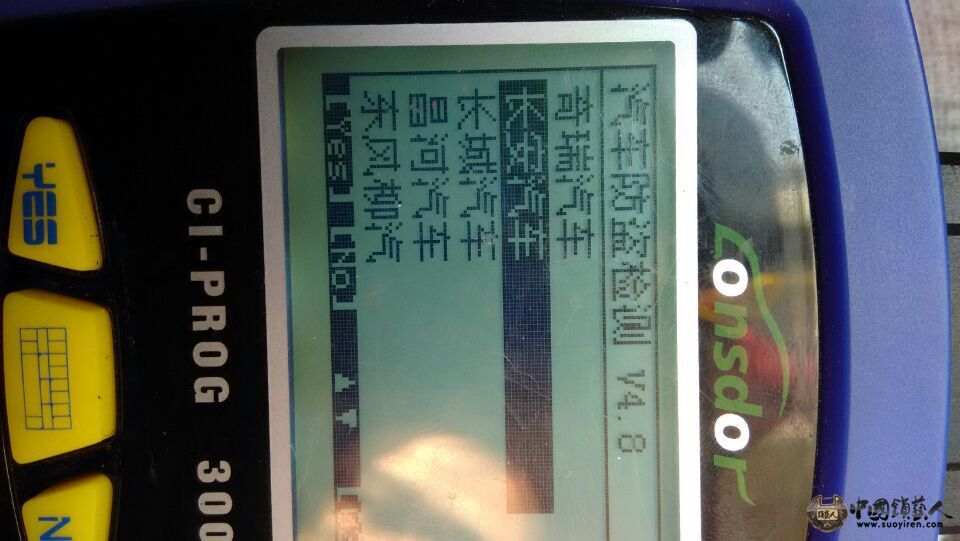 Lonsdor
汽车防盗检测 V4.8
奇瑞汽车
长安汽车
长城汽车
昌河汽车
东风柳汽
[YES] [NO]
CI-PROG 300
YES
N
中國鎖藝人
www.suoyiren.com